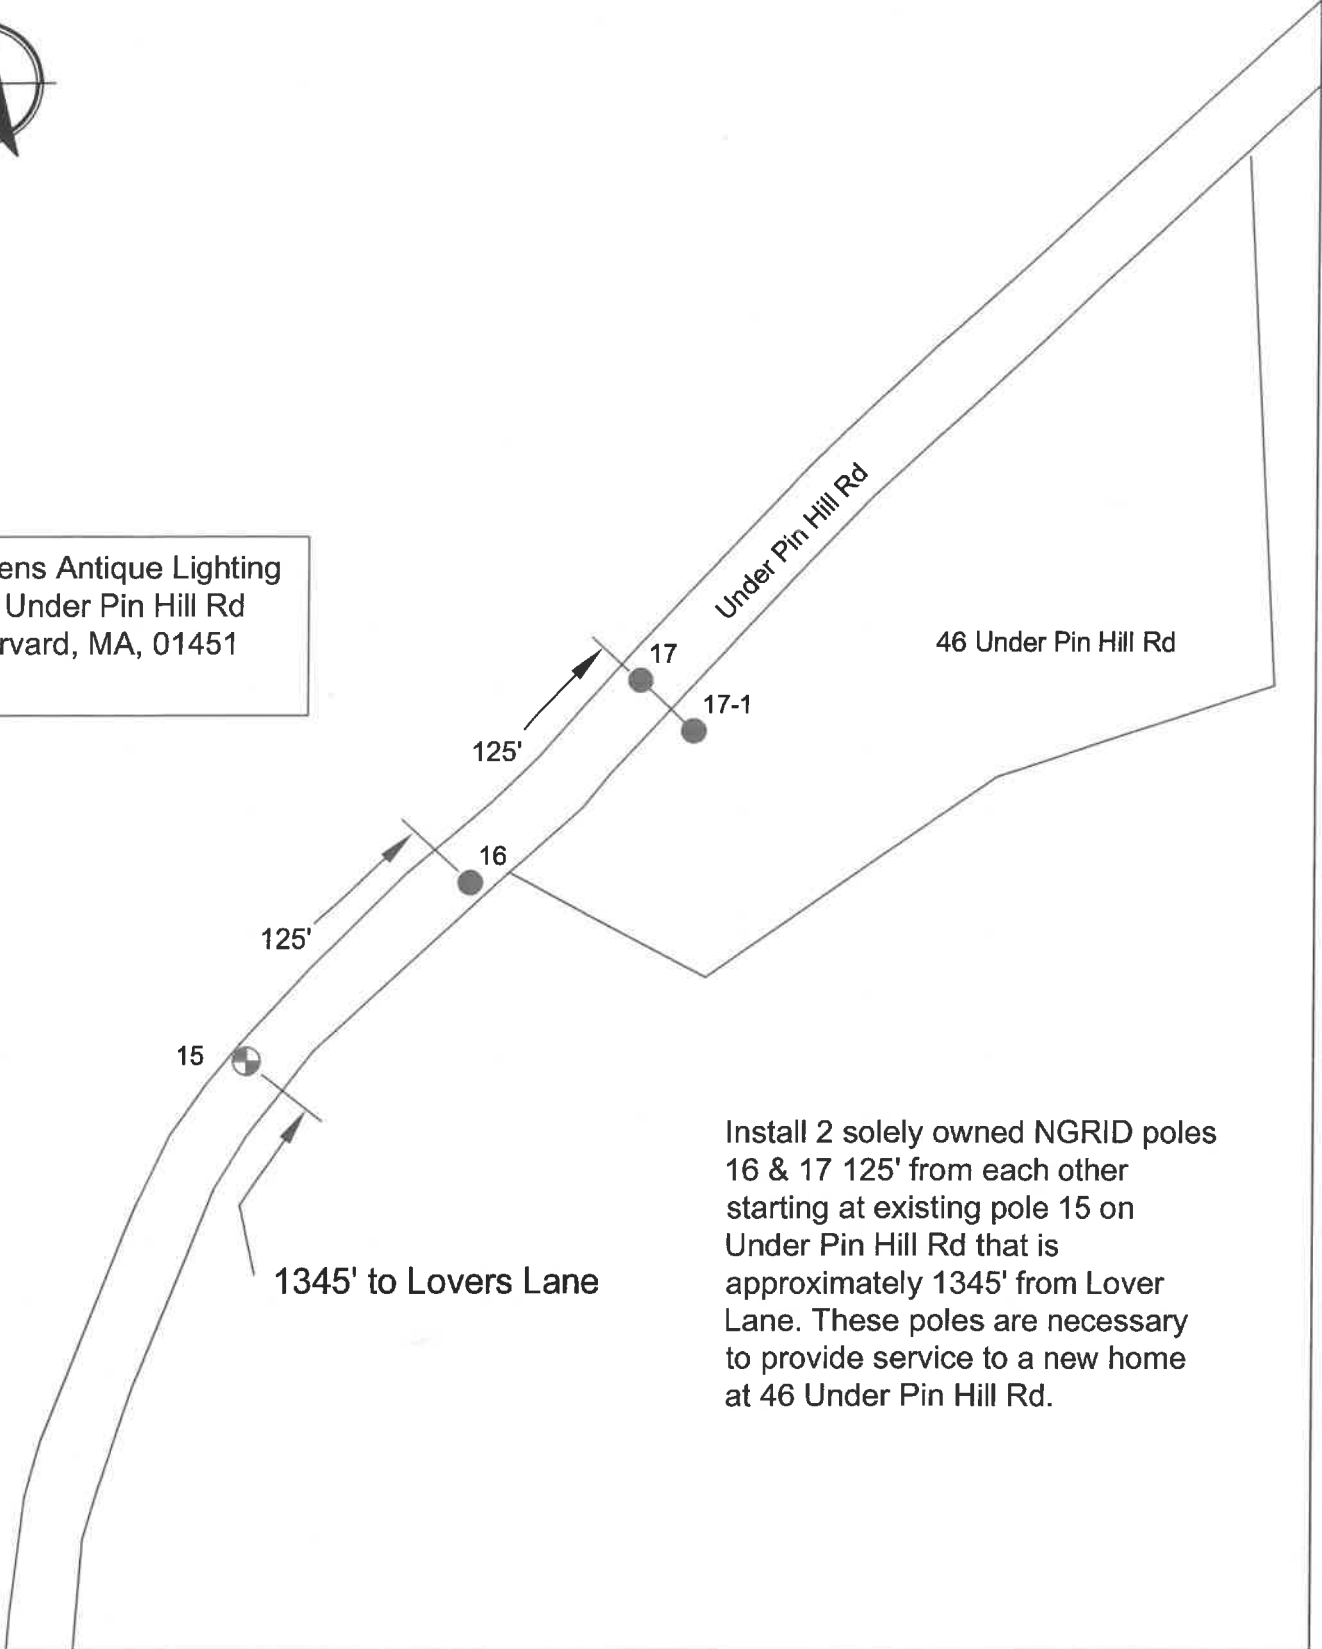 ens Antique Lighting
Under Pin Hill Rd
rvard, MA, 01451
Under Pin Hill Rd
46 Under Pin Hill Rd
17
17-1
125'
16
125'
15
1345' to Lovers Lane
Install 2 solely owned NGRID poles
16 & 17 125' from each other
starting at existing pole 15 on
Under Pin Hill Rd that is
approximately 1345' from Lover
Lane. These poles are necessary
to provide service to a new home
at 46 Under Pin Hill Rd.